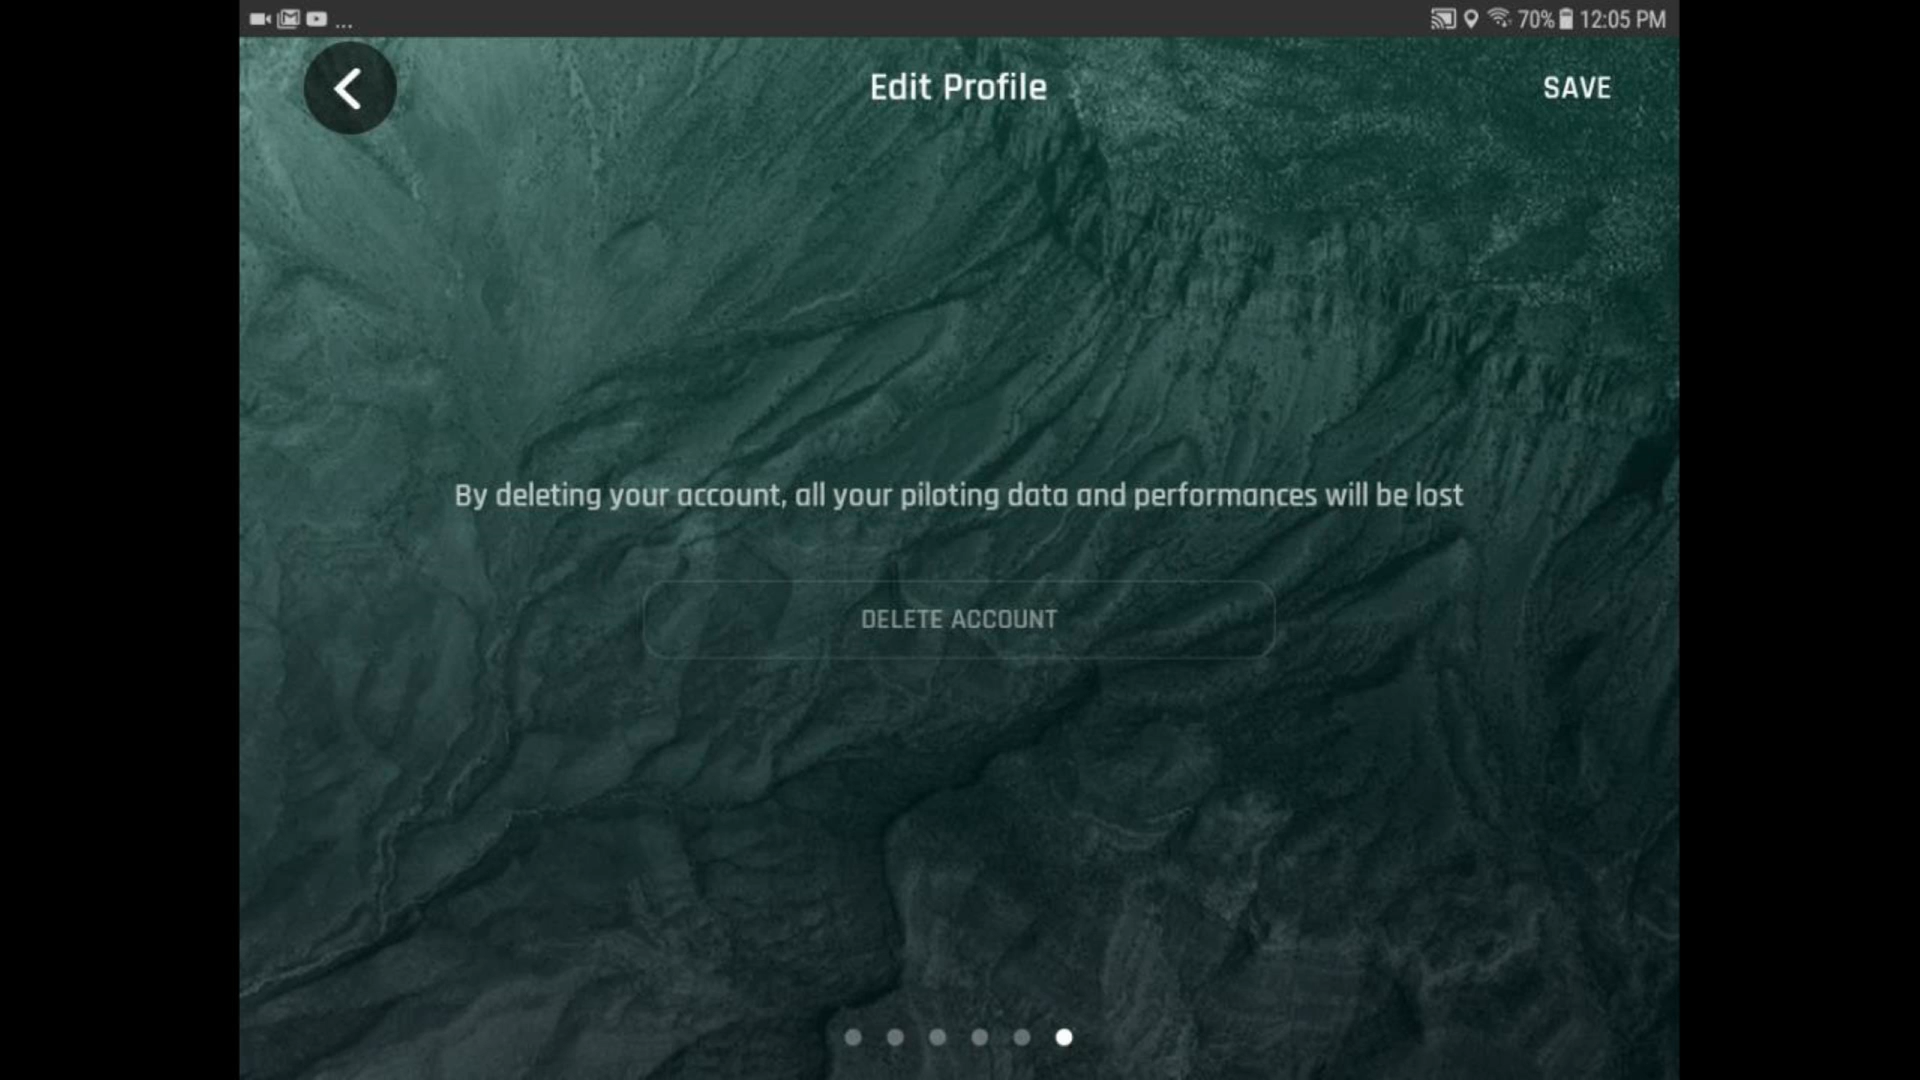 ... 70% 12:05 PM
Edit Profile SAVE
By deleting your account, all your piloting data and performances will be lost
DELETE ACCOUNT